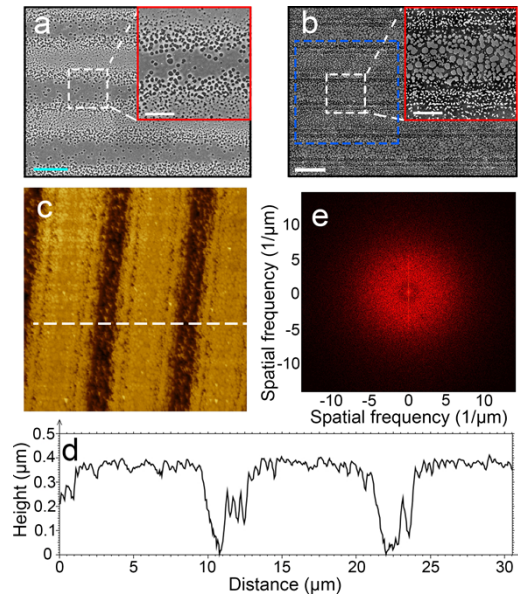 a
b
c
e
Spatial frequency (1/µm)
10
5
0
-5
-10
-10 -5 0 5 10
Spatial frequency (1/µm)
d
Height (µm)
0.5
0.4
0.3
0.2
0.1
0
0 5 10 15 20 25 30
Distance (µm)